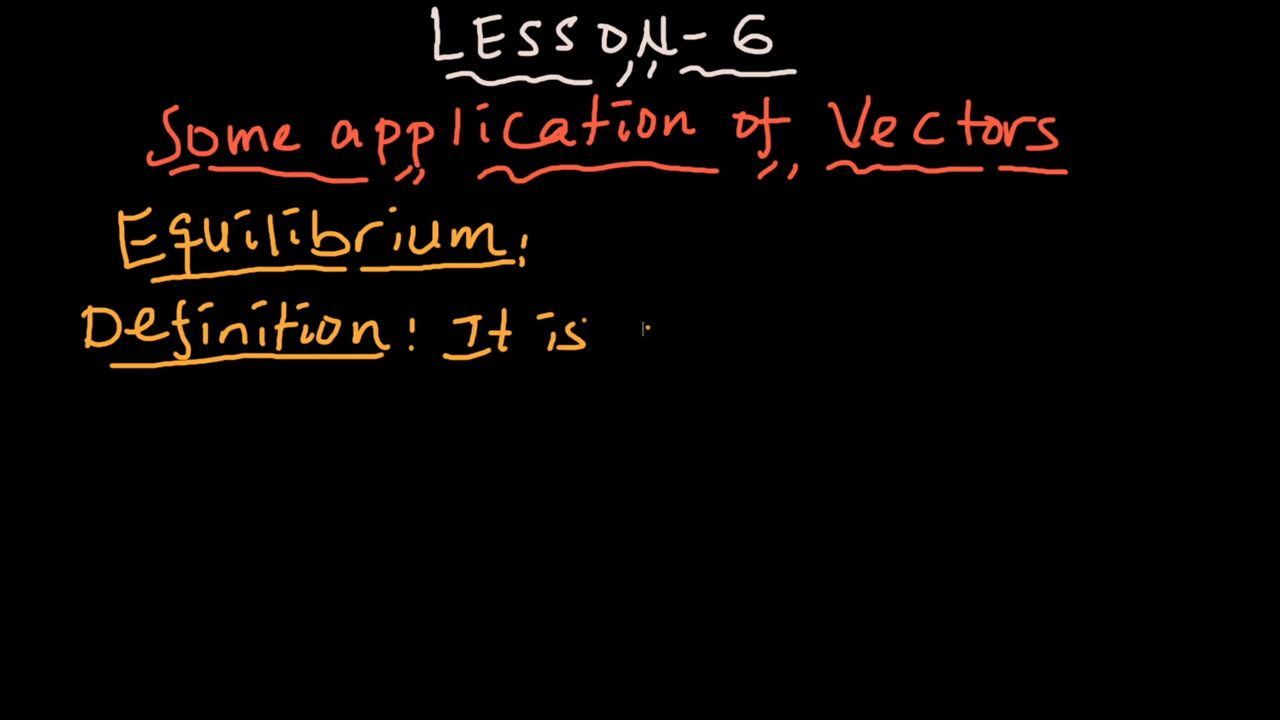 LESSON-6
Some application of Vectors
Equilibrium:
Definition: It is